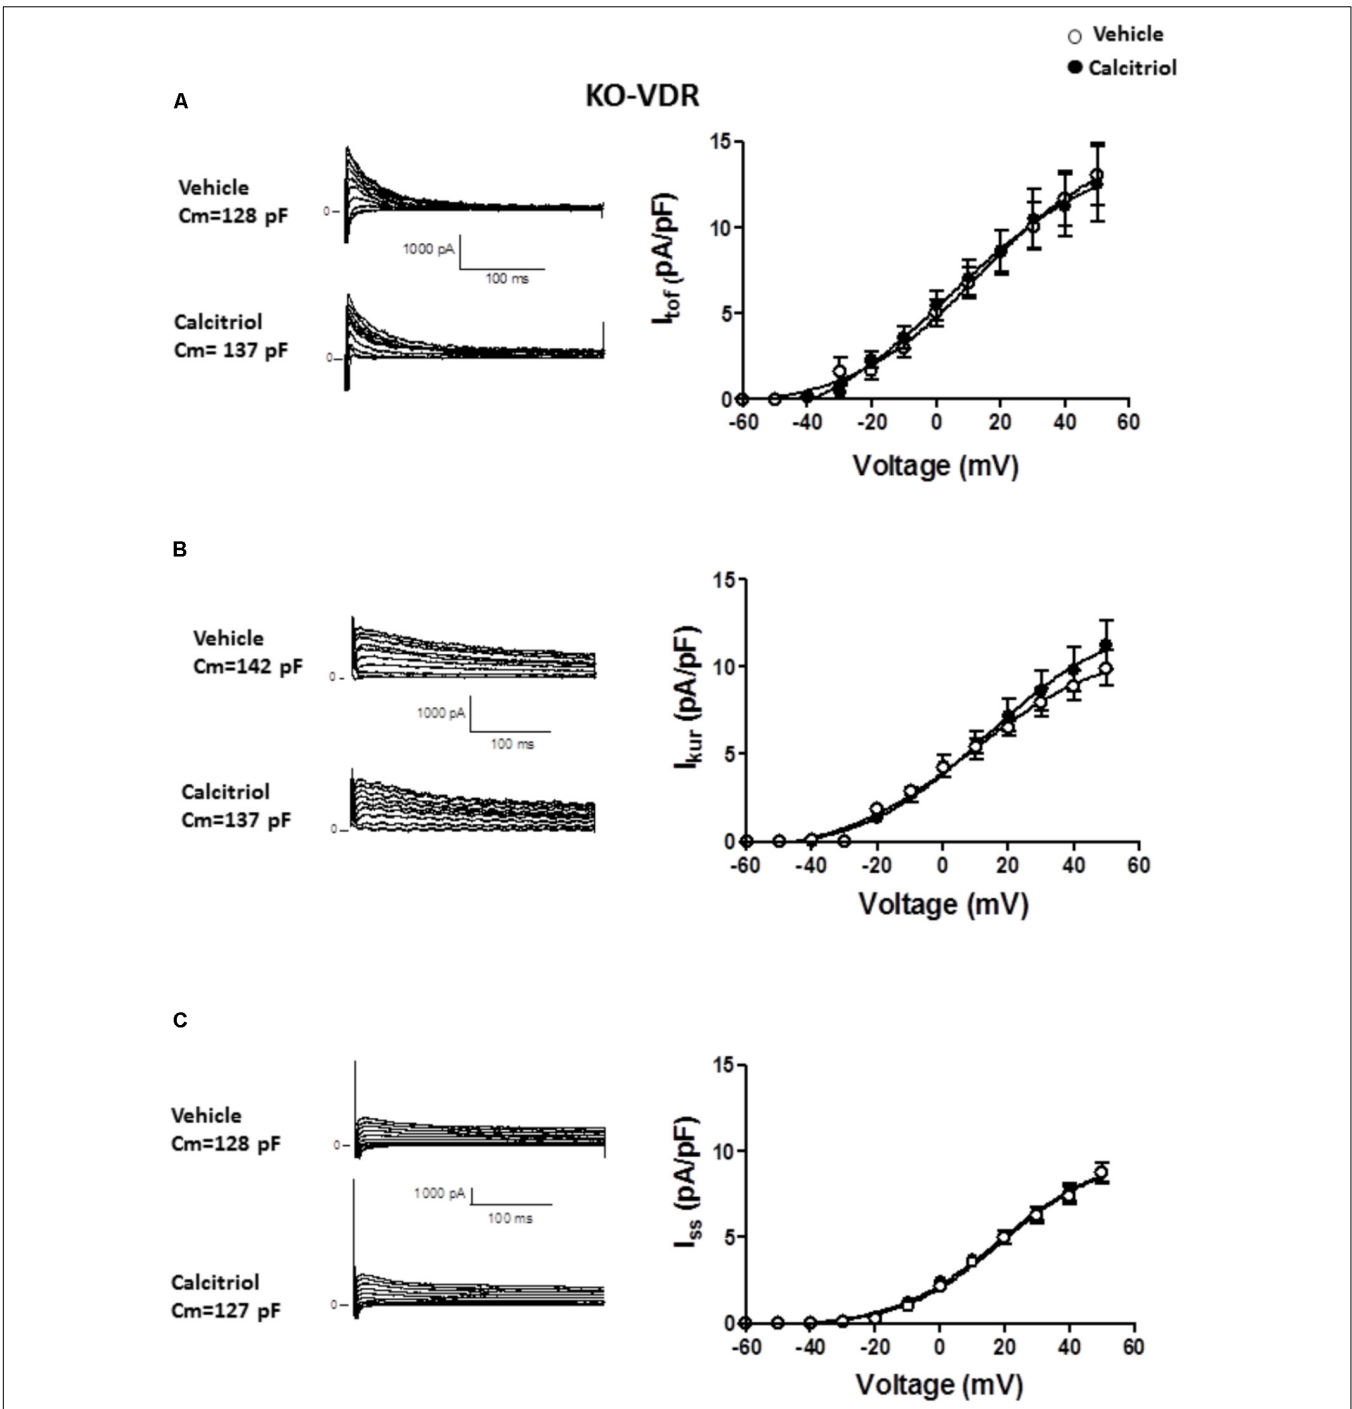 Vehicle
Calcitriol
KO-VDR
A
Vehicle
Cm=128 pF
0
1000 pA
100 ms
Calcitriol
Cm= 137 pF
0
Itof (pA/pF)
15
10
5
0
-60 -40 -20 0 20 40 60
Voltage (mV)
B
Vehicle
Cm=142 pF
0
1000 pA
100 ms
Calcitriol
Cm=137 pF
0
Ikur (pA/pF)
15
10
5
0
-60 -40 -20 0 20 40 60
Voltage (mV)
C
Vehicle
Cm=128 pF
0
1000 pA
100 ms
Calcitriol
Cm=127 pF
0
Iss (pA/pF)
15
10
5
0
-60 -40 -20 0 20 40 60
Voltage (mV)